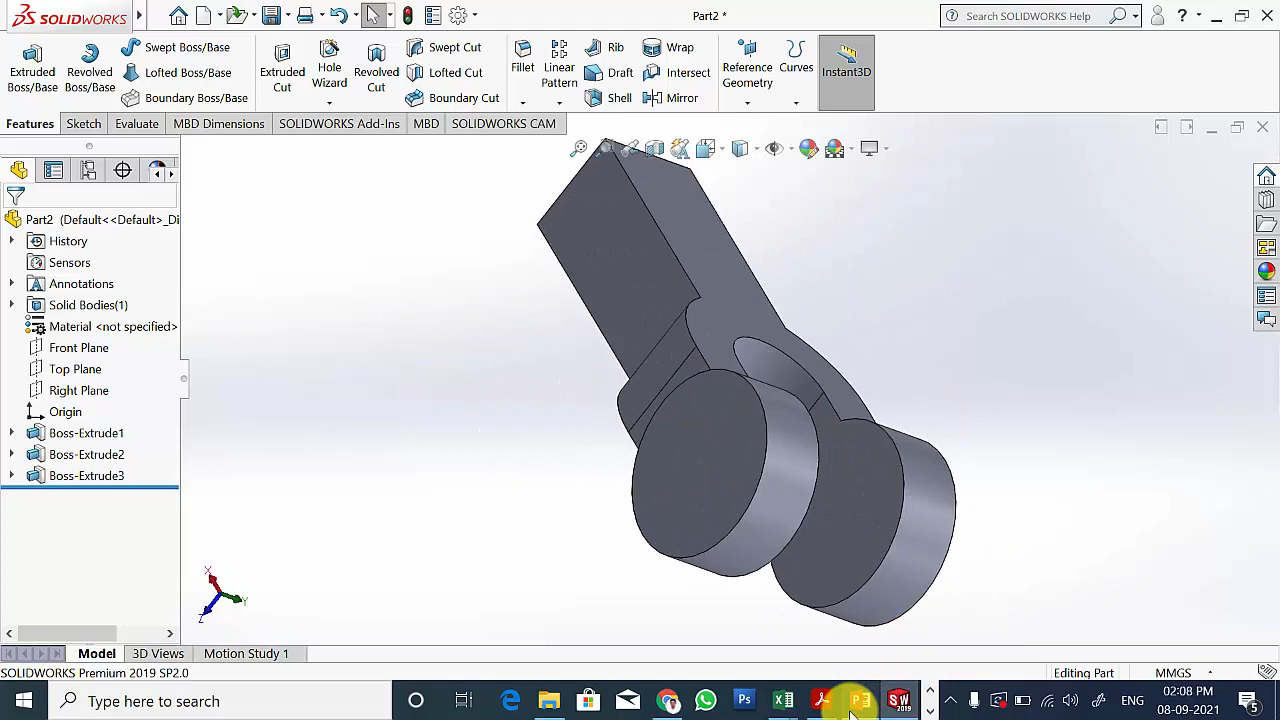 SOLIDWORKS
Part2 *
Search SOLIDWORKS Help
Extruded Boss/Base
Revolved Boss/Base
Swept Boss/Base
Lofted Boss/Base
Boundary Boss/Base
Extruded Cut
Hole Wizard
Revolved Cut
Swept Cut
Lofted Cut
Boundary Cut
Fillet
Linear Pattern
Rib
Draft
Shell
Wrap
Intersect
Mirror
Reference Geometry
Curves
Instant3D
Features
Sketch
Evaluate
MBD Dimensions
SOLIDWORKS Add-Ins
MBD
SOLIDWORKS CAM
Part2 (Default<<Default>_Di
History
Sensors
Annotations
Solid Bodies(1)
Material <not specified>
Front Plane
Top Plane
Right Plane
Origin
Boss-Extrude1
Boss-Extrude2
Boss-Extrude3
X
Y
Z
Model
3D Views
Motion Study 1
SOLIDWORKS Premium 2019 SP2.0
Editing Part
MMGS
Type here to search
ENG
02:08 PM
08-09-2021
5